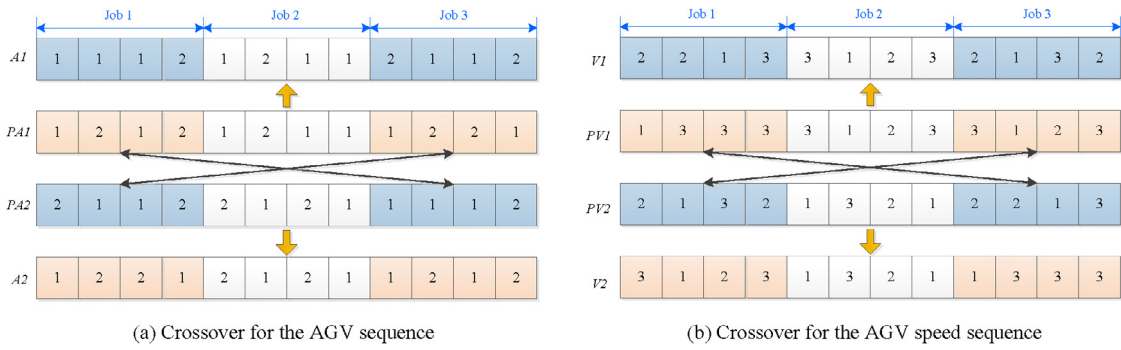 Job 1 Job 2 Job 3
A1 1 1 1 2 1 2 1 1 2 1 1 2
PA1 1 2 1 2 1 2 1 1 1 2 2 1
PA2 2 1 1 2 2 1 2 1 1 1 1 2
A2 1 2 2 1 2 1 2 1 1 2 1 2
(a) Crossover for the AGV sequence
Job 1 Job 2 Job 3
V1 2 2 1 3 3 1 2 3 2 1 3 2
PV1 1 3 3 3 3 1 2 3 3 1 2 3
PV2 2 1 3 2 1 3 2 1 2 2 1 3
V2 3 1 2 3 1 3 2 1 1 3 3 3
(b) Crossover for the AGV speed sequence